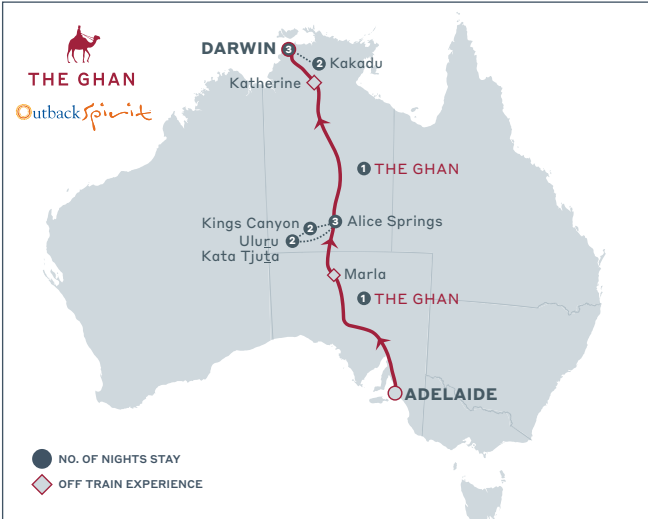 DARWIN
3
2 Kakadu
THE GHAN
Katherine
Outback Spirit
1 THE GHAN
Kings Canyon
2
3 Alice Springs
Uluṟu
2
Kata Tjuṯa
Marla
1 THE GHAN
ADELAIDE
NO. OF NIGHTS STAY
OFF TRAIN EXPERIENCE